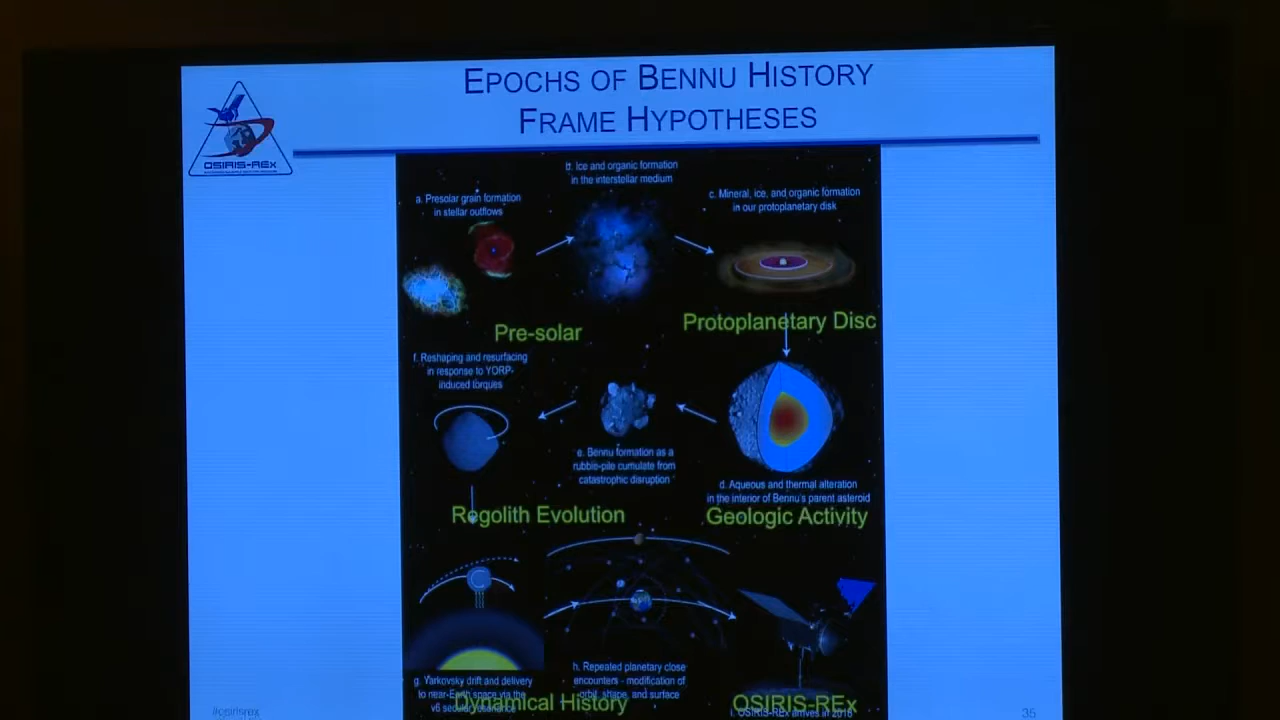 EPOCHS OF BENNU HISTORY
FRAME HYPOTHESES
OSIRIS-REx
b. Ice and organic formation
in the interstellar medium
a. Presolar grain formation
in stellar outflows
c. Mineral, ice, and organic formation
in our protoplanetary disk
Pre-solar
Protoplanetary Disc
f. Reshaping and resurfacing
in response to YORP-
induced torques
e. Bennu formation as a
rubble-pile cumulate from
catastrophic disruption
d. Aqueous and thermal alteration
in the interior of Bennu's parent asteroid
Regolith Evolution
Geologic Activity
g. Yarkovsky drift and delivery
to near-Earth space via the
ν6 secular resonance
h. Repeated planetary close
encounters - modification of
orbit, shape, and surface
Dynamical History
OSIRIS-REx
i. OSIRIS-REx arrives in 2018
#osirisrex
35